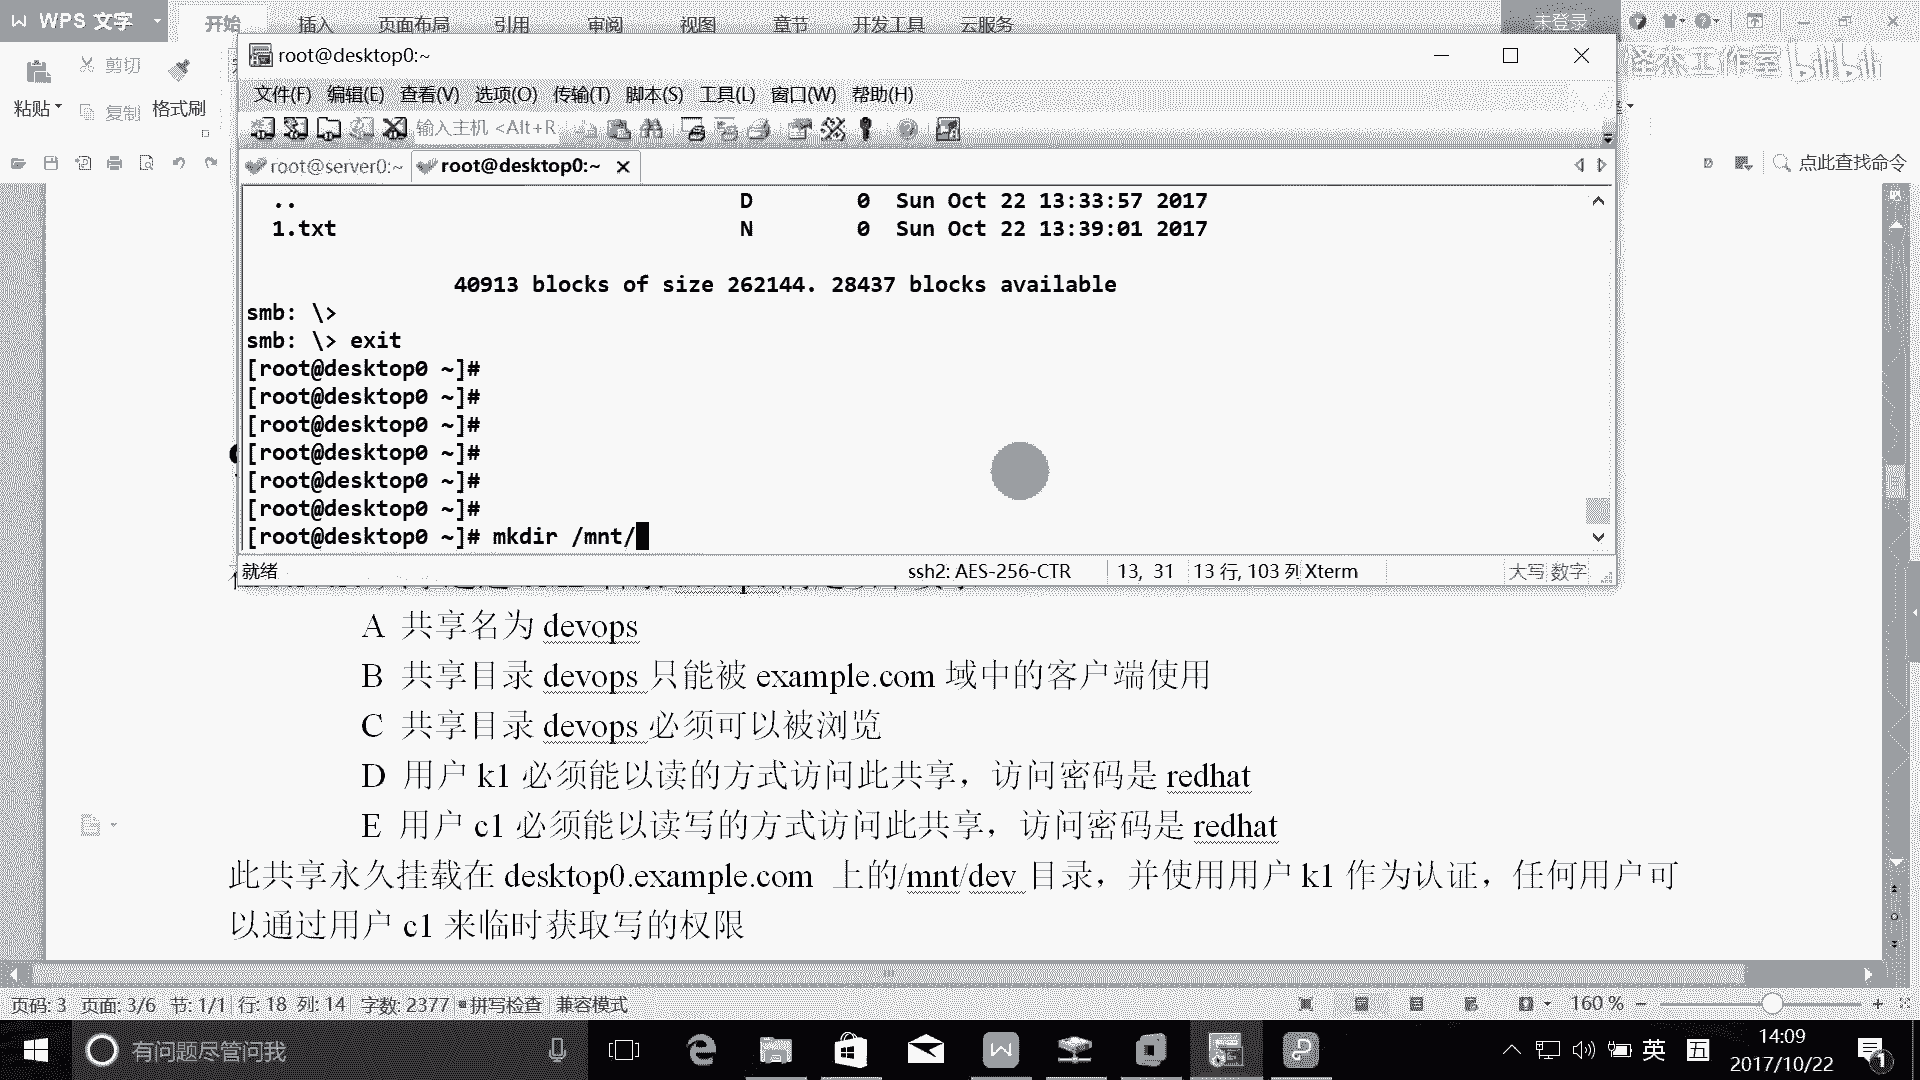 WPS 文字
开始 插入 页面布局 引用 审阅 视图 章节 开发工具 云服务 未登录
root@desktop0:~
剪切
粘贴 复制 格式刷
文件(F) 编辑(E) 查看(V) 选项(O) 传输(T) 脚本(S) 工具(L) 窗口(W) 帮助(H)
输入主机 <Alt+R
root@server0:~ root@desktop0:~
点此查找命令
.. D 0 Sun Oct 22 13:33:57 2017
1.txt N 0 Sun Oct 22 13:39:01 2017
40913 blocks of size 262144. 28437 blocks available
smb: \>
smb: \> exit
[root@desktop0 ~]#
[root@desktop0 ~]#
[root@desktop0 ~]#
[root@desktop0 ~]#
[root@desktop0 ~]#
[root@desktop0 ~]#
[root@desktop0 ~]# mkdir /mnt/
就绪 ssh2: AES-256-CTR 13, 31 13 行, 103 列 Xterm 大写 数字
A 共享名为 devops
B 共享目录 devops 只能被 example.com 域中的客户端使用
C 共享目录 devops 必须可以被浏览
D 用户 k1 必须能以读的方式访问此共享，访问密码是 redhat
E 用户 c1 必须能以读写的方式访问此共享，访问密码是 redhat
此共享永久挂载在 desktop0.example.com 上的/mnt/dev 目录，并使用用户 k1 作为认证，任何用户可
以通过用户 c1 来临时获取写的权限
页码: 3 页面: 3/6 节: 1/1 行: 18 列: 14 字数: 2377 拼写检查 兼容模式 160 %
有问题尽管问我
英 五 14:09
2017/10/22
1